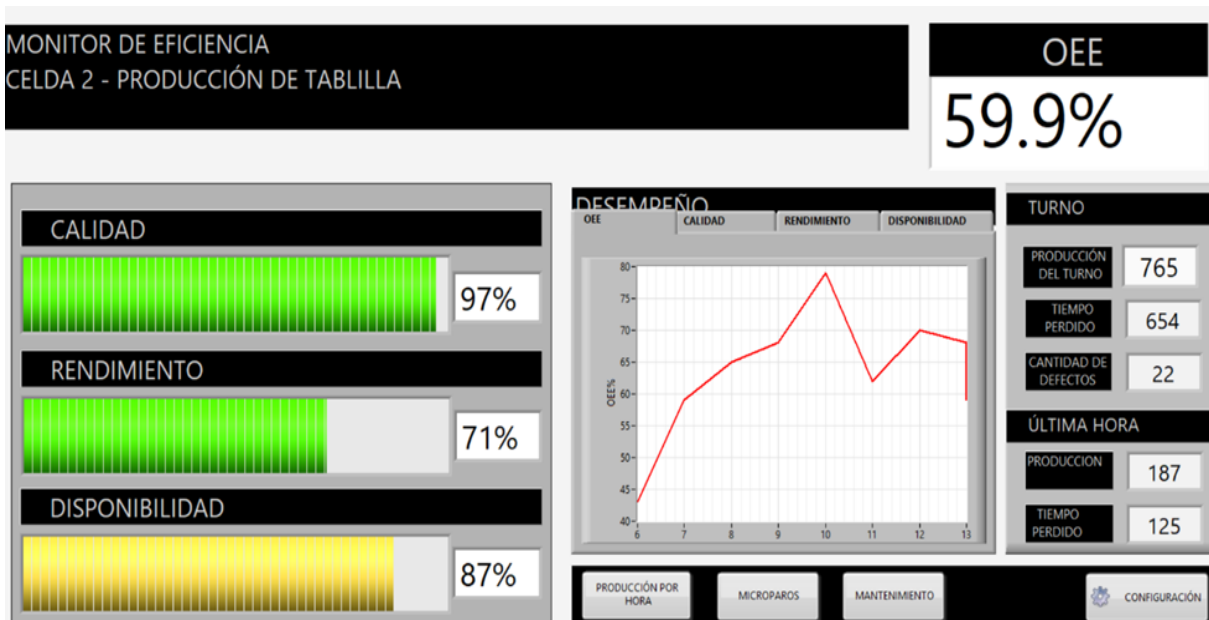 MONITOR DE EFICIENCIA
CELDA 2 - PRODUCCIÓN DE TABLILLA
OEE
59.9%
CALIDAD
97%
RENDIMIENTO
71%
DISPONIBILIDAD
87%
DESEMPEÑO
OEE
CALIDAD
RENDIMIENTO
DISPONIBILIDAD
OEE%
80
75
70
65
60
55
50
45
40
6 7 8 9 10 11 12 13
TURNO
PRODUCCIÓN
DEL TURNO
765
TIEMPO
PERDIDO
654
CANTIDAD DE
DEFECTOS
22
ÚLTIMA HORA
PRODUCCION
187
TIEMPO
PERDIDO
125
PRODUCCIÓN POR
HORA
MICROPAROS
MANTENIMIENTO
CONFIGURACIÓN